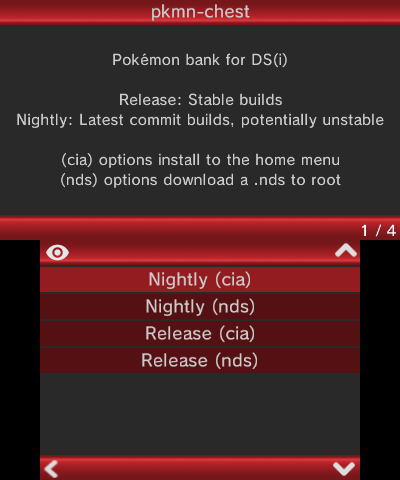 pkmn-chest
Pokémon bank for DS(i)
Release: Stable builds
Nightly: Latest commit builds, potentially unstable
(cia) options install to the home menu
(nds) options download a .nds to root
1 / 4
Nightly (cia)
Nightly (nds)
Release (cia)
Release (nds)